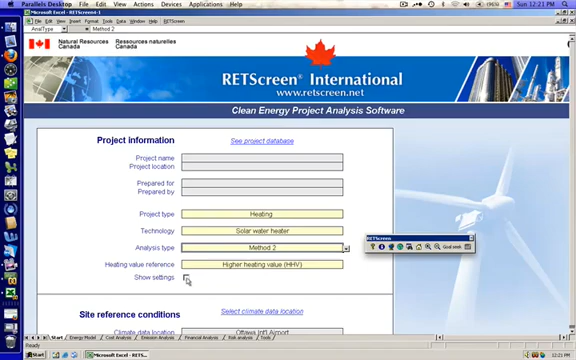 Parallels Desktop File Edit View Devices Applications Help
Sun 12:21 PM
Microsoft Excel - RETScreen4-1
File Edit View Insert Format Tools Data Window Help RETScreen
AnalType Method 2
Natural Resources Canada
Ressources naturelles Canada
RETScreen® International
www.retscreen.net
Clean Energy Project Analysis Software
Project information
See project database
Project name
Project location
Prepared for
Prepared by
Project type Heating
Technology Solar water heater
Analysis type Method 2
Heating value reference Higher heating value (HHV)
Show settings
RETScreen
Goal seek
Site reference conditions
Select climate data location
Climate data location Ottawa Int'l Airport
Start Energy Model Cost Analysis Emission Analysis Financial Analysis Risk analysis Tools
Ready
Start Microsoft Excel - RETS... 12:21 PM